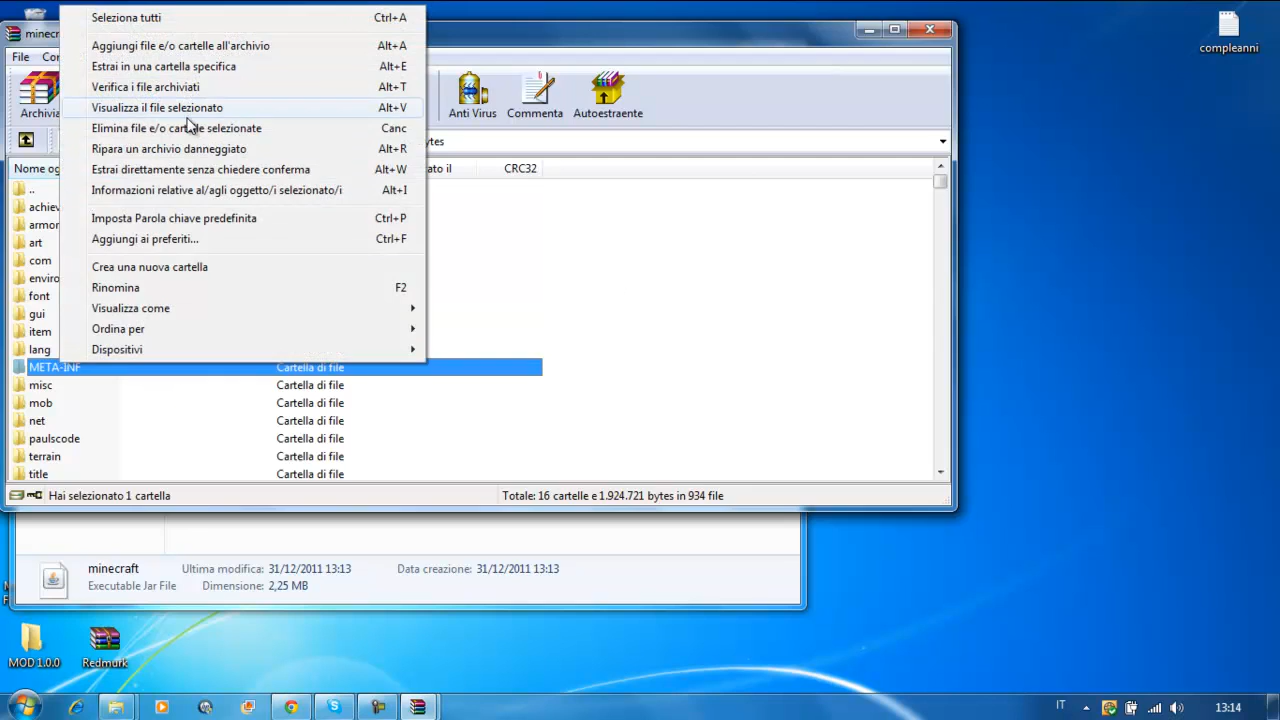 minecr
compleanni
File
Seleziona tutti Ctrl+A
Aggiungi file e/o cartelle all'archivio Alt+A
Estrai in una cartella specifica Alt+E
Verifica i file archiviati Alt+T
Visualizza il file selezionato Alt+V
Elimina file e/o cartelle selezionate Canc
Ripara un archivio danneggiato Alt+R
Estrai direttamente senza chiedere conferma Alt+W
Informazioni relative al/agli oggetto/i selezionato/i Alt+I
Imposta Parola chiave predefinita Ctrl+P
Aggiungi ai preferiti... Ctrl+F
Crea una nuova cartella
Rinomina F2
Visualizza come
Ordina per
Dispositivi
Archivia Anti Virus Commenta Autoestraente
ytes
Nome og ato il CRC32
..
achiev
armor
art
com
enviro
font
gui
item
lang
META-INF Cartella di file
misc Cartella di file
mob Cartella di file
net Cartella di file
paulscode Cartella di file
terrain Cartella di file
title Cartella di file
Hai selezionato 1 cartella Totale: 16 cartelle e 1.924.721 bytes in 934 file
minecraft Ultima modifica: 31/12/2011 13:13 Data creazione: 31/12/2011 13:13
Executable Jar File Dimensione: 2,25 MB
MOD 1.0.0 Redmurk
IT 13:14